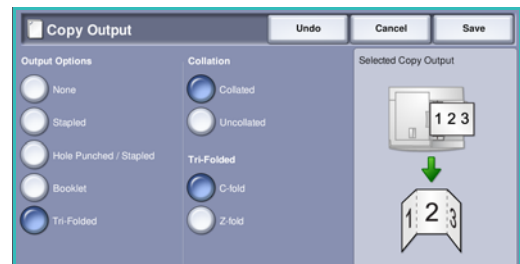 Copy Output
Undo
Cancel
Save
Output Options
None
Stapled
Hole Punched / Stapled
Booklet
Tri-Folded
Collation
Collated
Uncollated
Tri-Folded
C-fold
Z-fold
Selected Copy Output
1 2 3
1 2 3